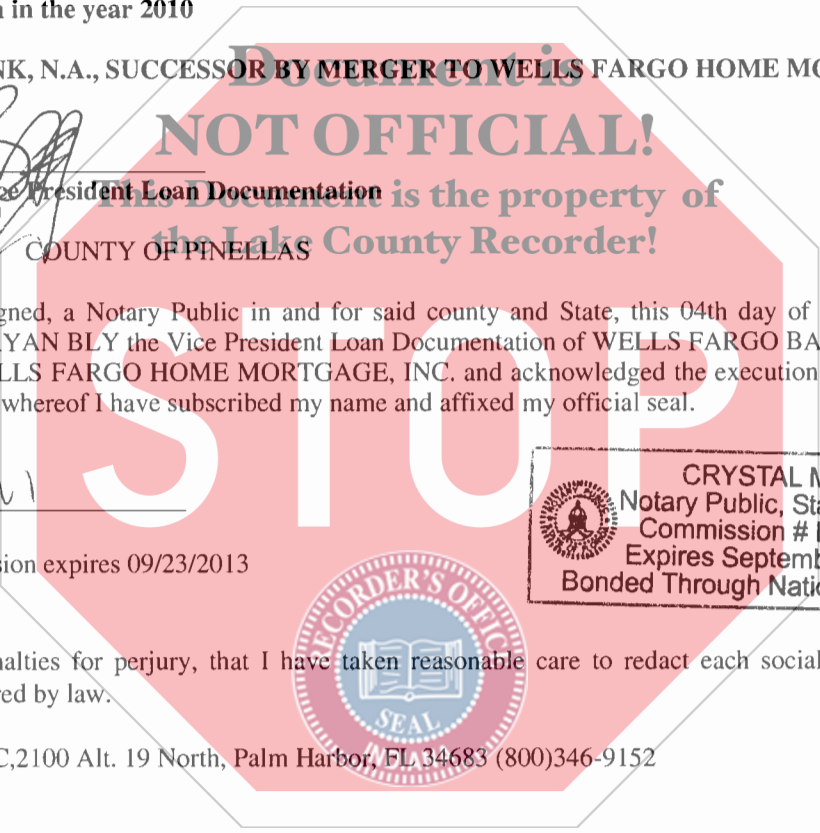 in the year 2010
NK, N.A., SUCCESSOR BY MERGER TO WELLS FARGO HOME MO
Document is
NOT OFFICIAL!
This Document is the property of
the Lake County Recorder!
President Loan Documentation
COUNTY OF PINELLAS
gned, a Notary Public in and for said county and State, this 04th day of
YAN BLY the Vice President Loan Documentation of WELLS FARGO BA
LLS FARGO HOME MORTGAGE, INC. and acknowledged the execution
whereof I have subscribed my name and affixed my official seal.
STOP
CRYSTAL M
Notary Public, Sta
Commission #
Expires Septemb
Bonded Through Natio
sion expires 09/23/2013
RECORDER'S OFFICE
SEAL
INDIANA
nalties for perjury, that I have taken reasonable care to redact each social
ed by law.
C,2100 Alt. 19 North, Palm Harbor, FL 34683 (800)346-9152